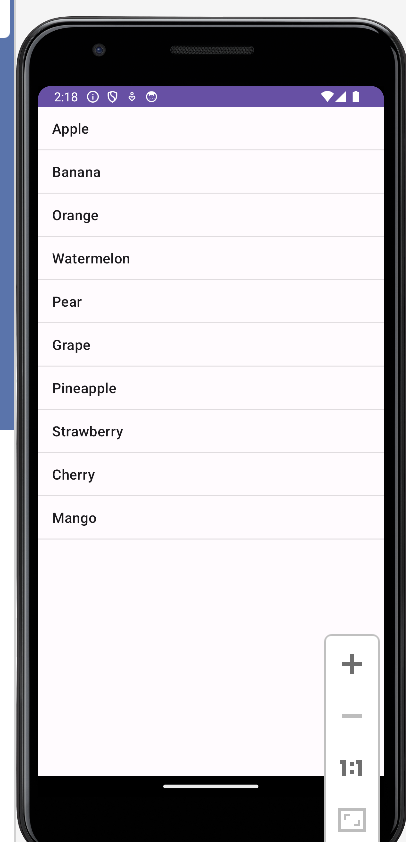 2:18
Apple
Banana
Orange
Watermelon
Pear
Grape
Pineapple
Strawberry
Cherry
Mango
1:1